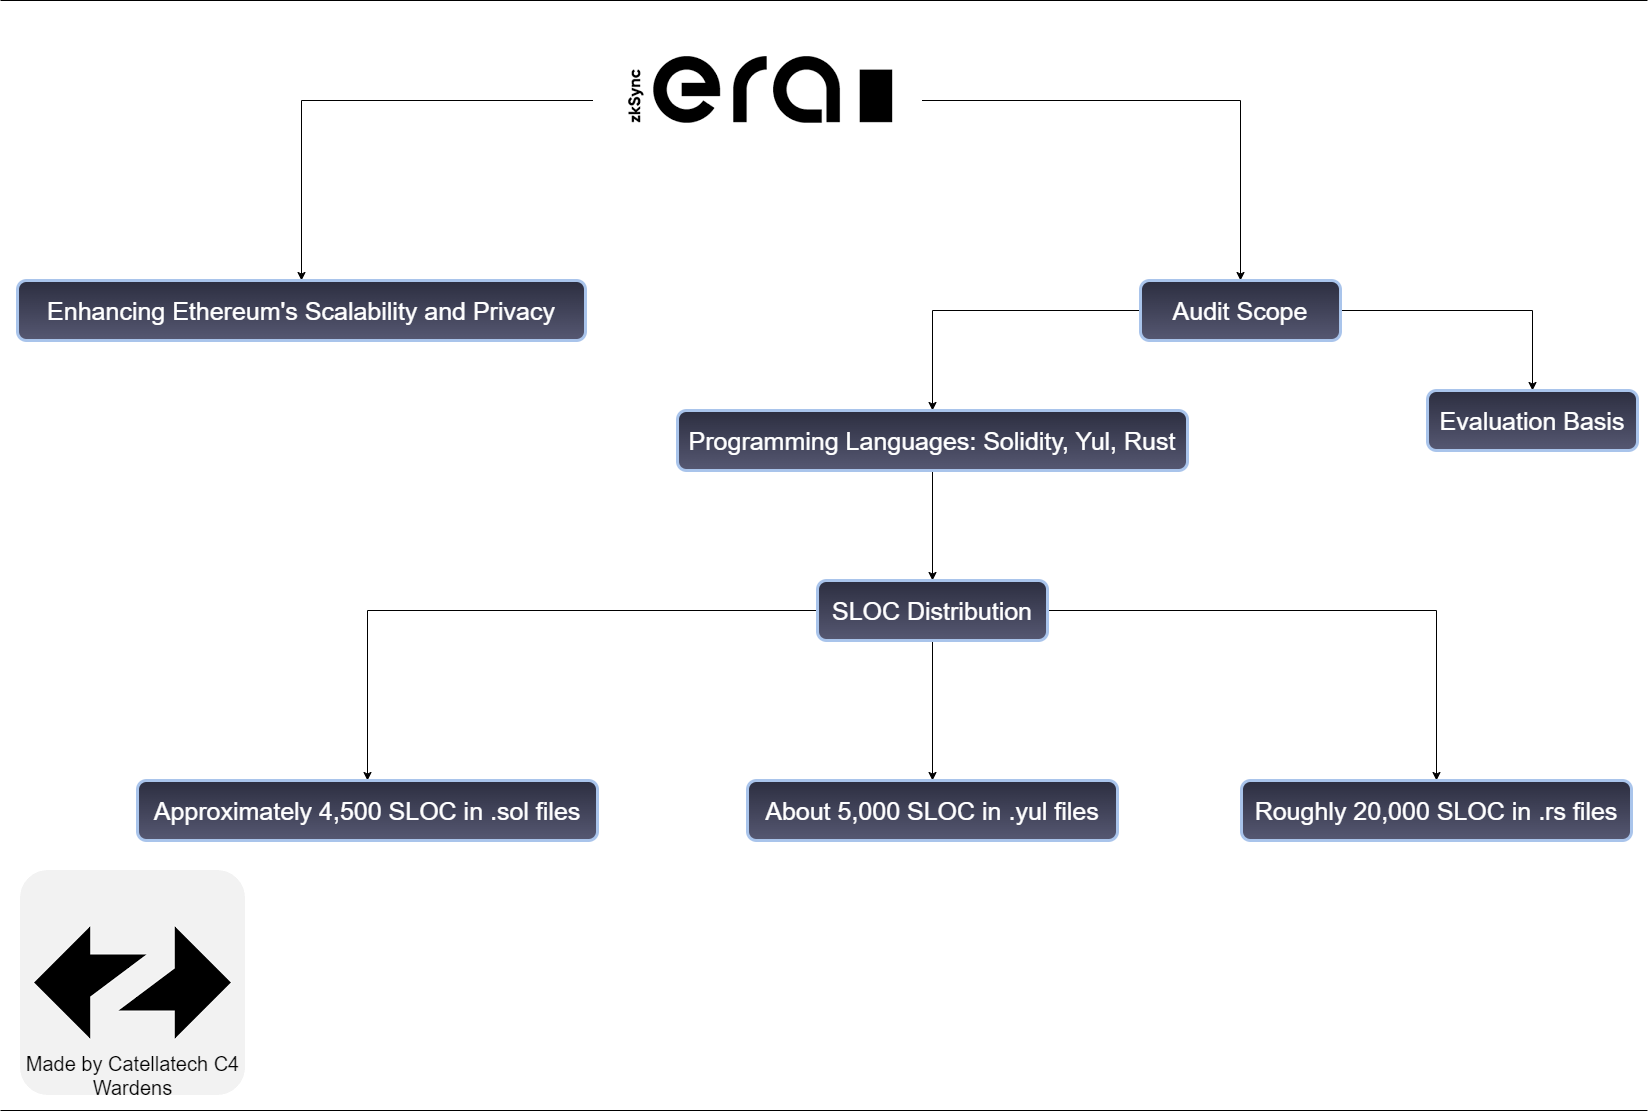 zkSync
era
Enhancing Ethereum's Scalability and Privacy
Audit Scope
Evaluation Basis
Programming Languages: Solidity, Yul, Rust
SLOC Distribution
Approximately 4,500 SLOC in .sol files
About 5,000 SLOC in .yul files
Roughly 20,000 SLOC in .rs files
Made by Catellatech C4
Wardens